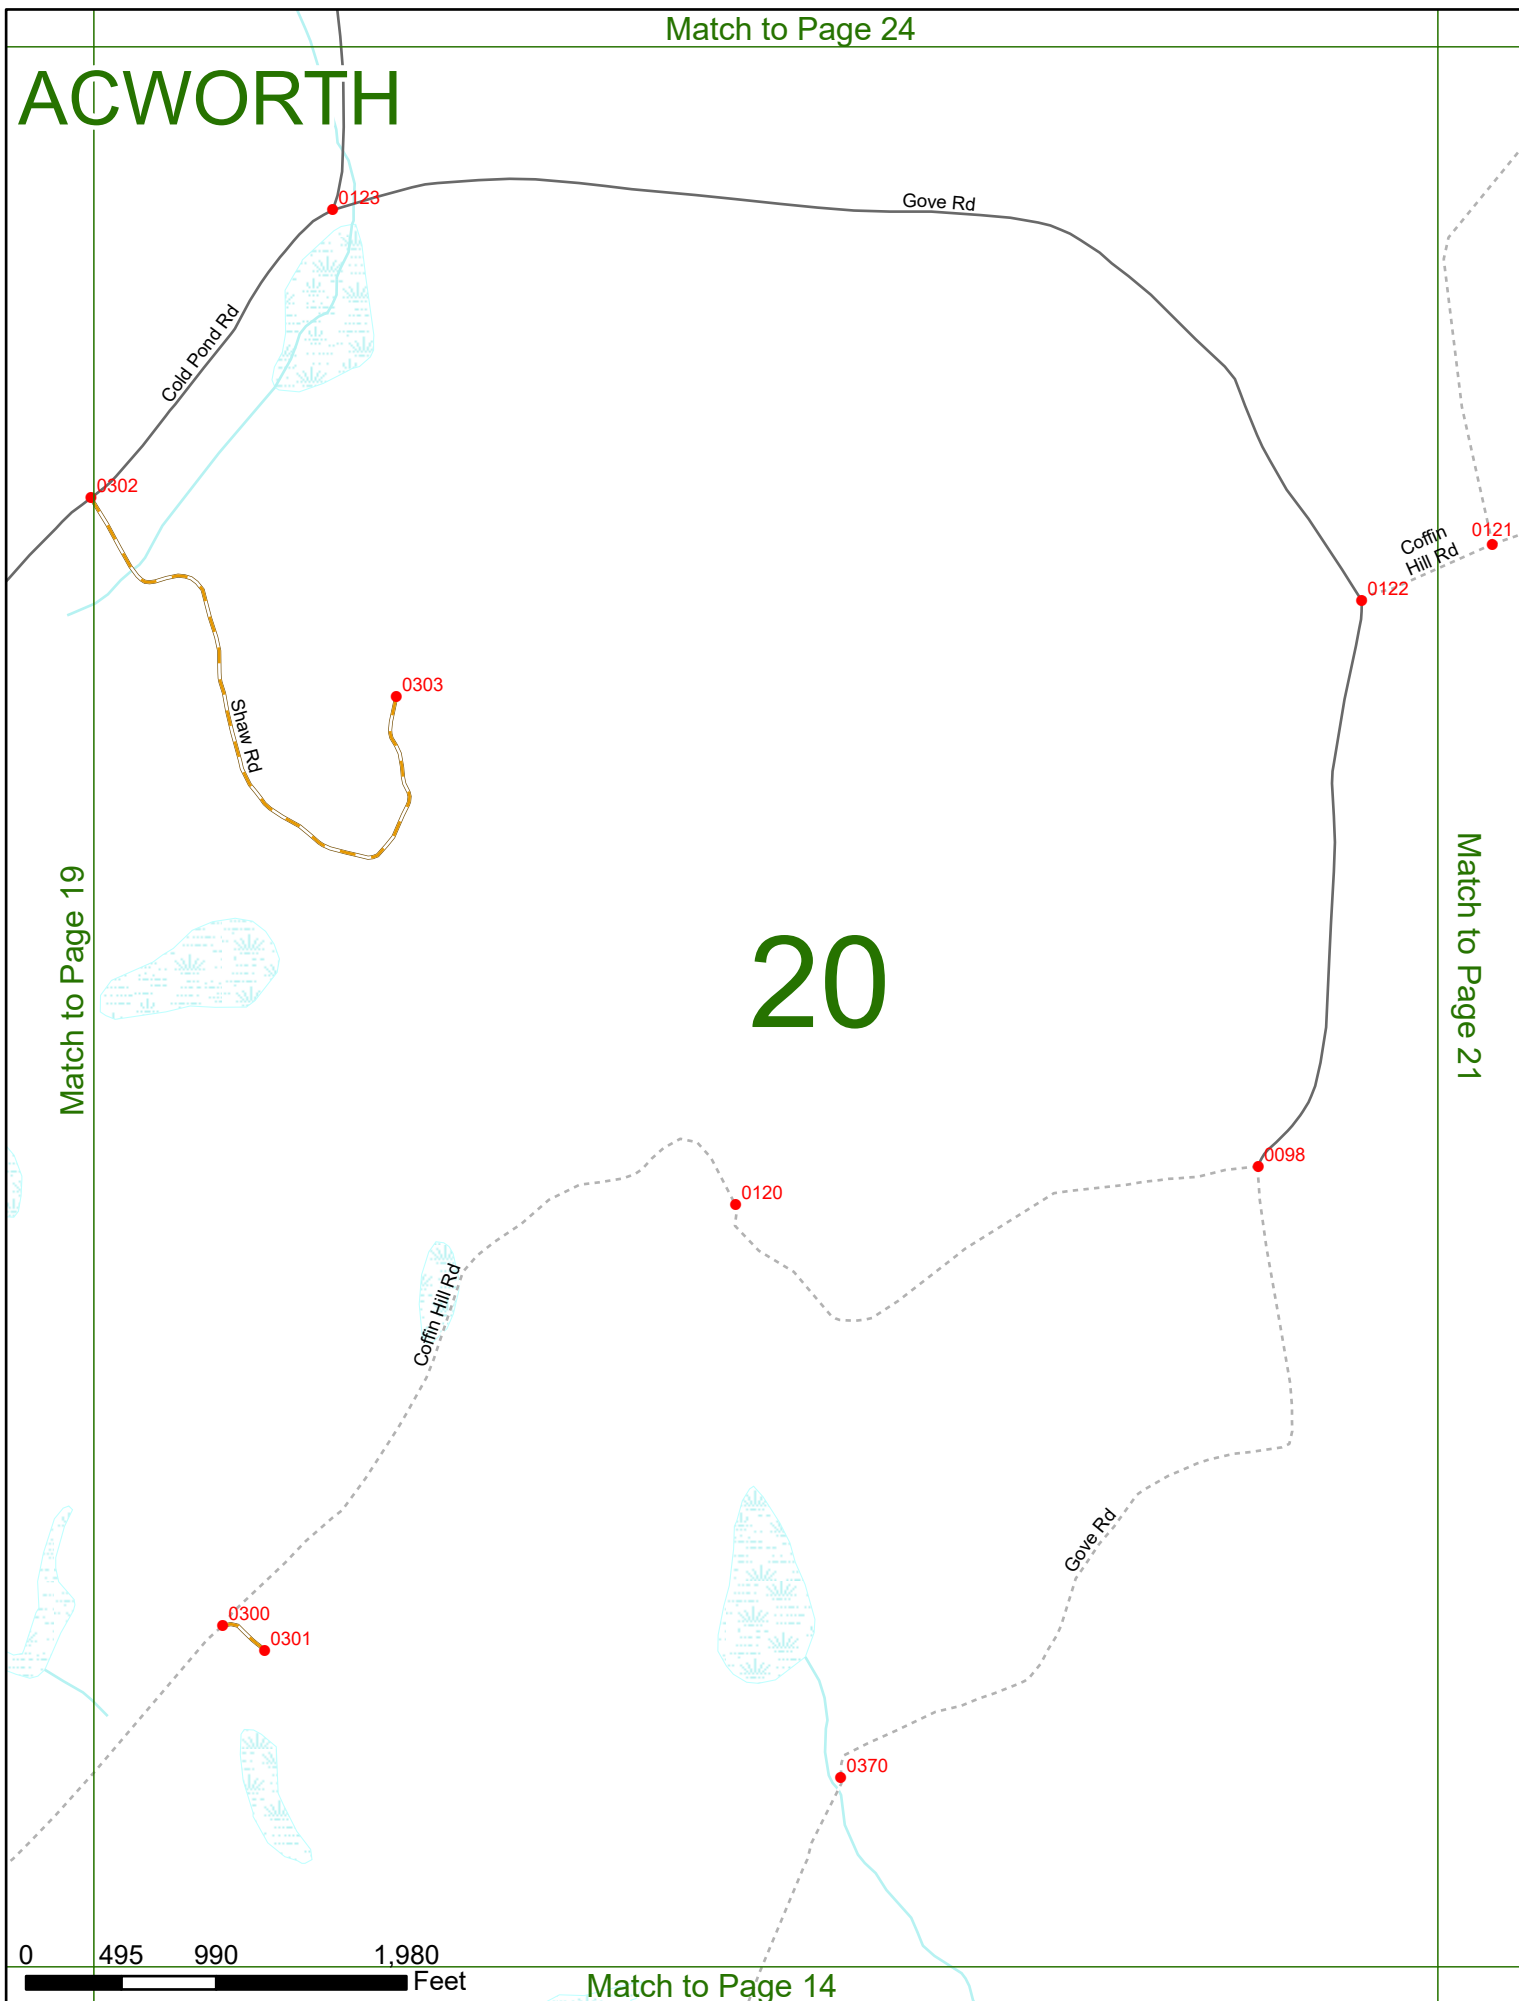 Match to Page 24
ACWORTH
0123
Gove Rd
Cold Pond Rd
0302
0121
Coffin
Hill Rd
0122
0303
Shaw Rd
Match to Page 19
20
Match to Page 21
0098
0120
Coffin Hill Rd
Gove Rd
0300
0301
0370
0 495 990 1,980
Feet
Match to Page 14